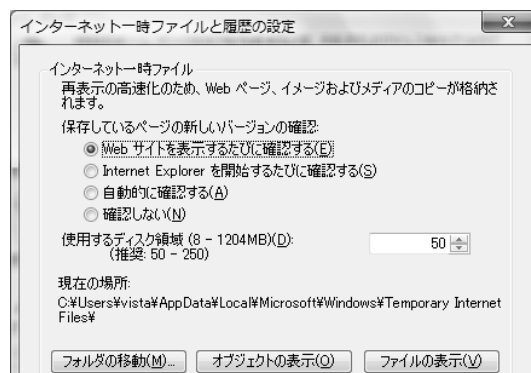 インターネット一時ファイルと履歴の設定
インターネット一時ファイル
再表示の高速化のため、Web ページ、イメージおよびメディアのコピーが格納さ
れます。
保存しているページの新しいバージョンの確認:
Web サイトを表示するたびに確認する(E)
Internet Explorer を開始するたびに確認する(S)
自動的に確認する(A)
確認しない(N)
使用するディスク領域 (8 - 1204MB)(D):
50
(推奨: 50 - 250)
現在の場所:
C:¥Users¥vista¥AppData¥Local¥Microsoft¥Windows¥Temporary Internet
Files¥
フォルダの移動(M)... オブジェクトの表示(O) ファイルの表示(V)